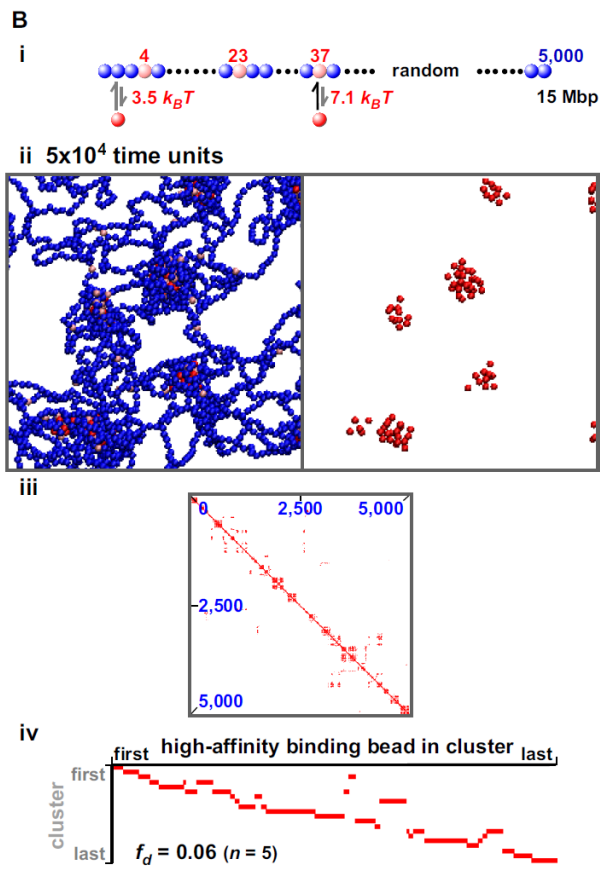 B
i
4 23 37 5,000
random
3.5 kBT 7.1 kBT 15 Mbp
ii 5x10⁴ time units
iii
0 2,500 5,000
2,500
5,000
iv
first high-affinity binding bead in cluster last
first
cluster
last
fd = 0.06 (n = 5)